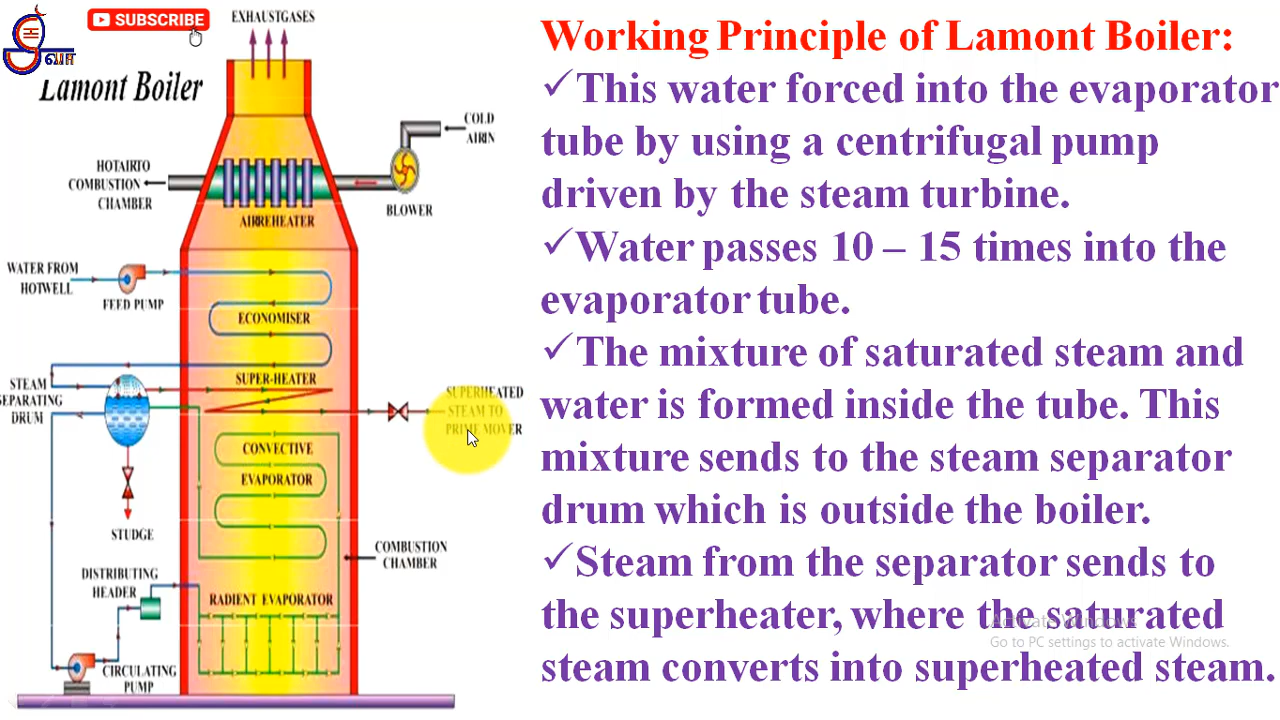 SUBSCRIBE
EXHAUSTGASES
வா
Lamont Boiler
COLD
AIRIN
HOTAIRTO
COMBUSTION
CHAMBER
BLOWER
AIRREHEATER
WATER FROM
HOTWELL
FEED PUMP
ECONOMISER
SUPER-HEATER
STEAM
SEPARATING
DRUM
SUPERHEATED
STEAM TO
PRIME MOVER
CONVECTIVE
EVAPORATOR
STUDGE
COMBUSTION
CHAMBER
DISTRIBUTING
HEADER
RADIENT EVAPORATOR
CIRCULATING
PUMP
Working Principle of Lamont Boiler:
✓This water forced into the evaporator
tube by using a centrifugal pump
driven by the steam turbine.
✓Water passes 10 – 15 times into the
evaporator tube.
✓The mixture of saturated steam and
water is formed inside the tube. This
mixture sends to the steam separator
drum which is outside the boiler.
✓Steam from the separator sends to
the superheater, where the saturated
steam converts into superheated steam.
Activate Windows
Go to PC settings to activate Windows.